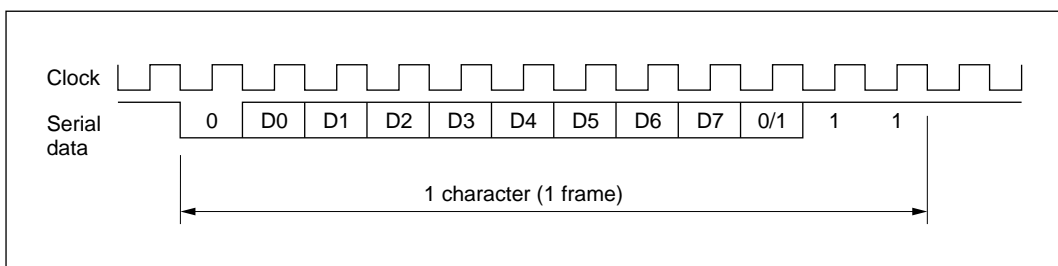 Clock
Serial data
0 D0 D1 D2 D3 D4 D5 D6 D7 0/1 1 1
1 character (1 frame)